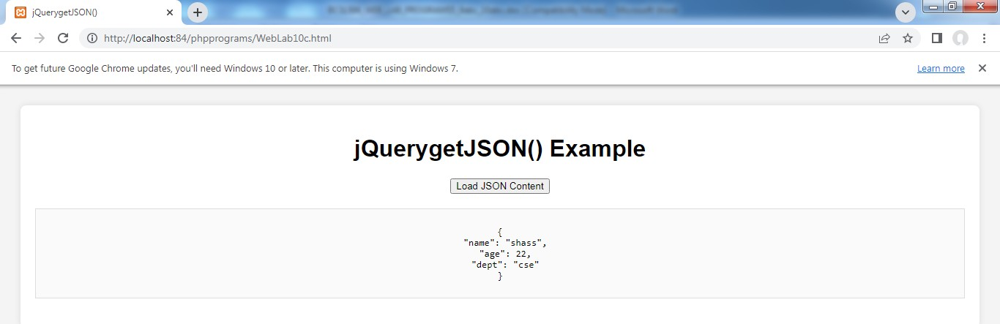 jQuerygetJSON()
http://localhost:84/phpprograms/WebLab10c.html
To get future Google Chrome updates, you'll need Windows 10 or later. This computer is using Windows 7.
Learn more
jQuerygetJSON() Example
Load JSON Content
{
"name": "shass",
"age": 22,
"dept": "cse"
}